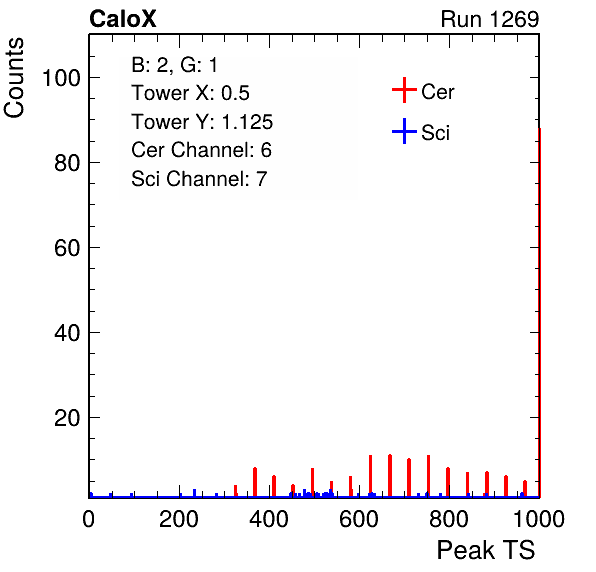 CaloX Run 1269
Counts
B: 2, G: 1
Tower X: 0.5
Tower Y: 1.125
Cer Channel: 6
Sci Channel: 7
Cer
Sci
100
80
60
40
20
0 200 400 600 800 1000
Peak TS